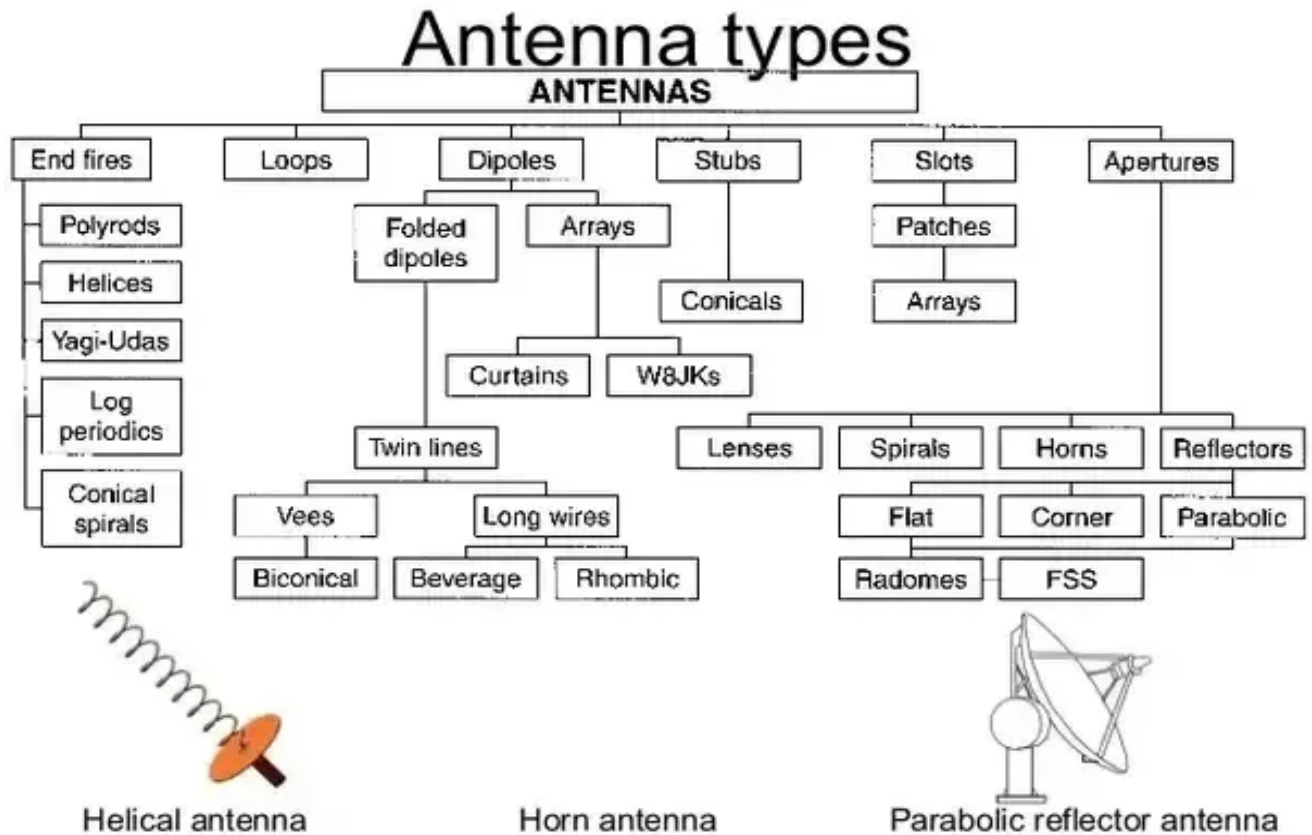 Antenna types
ANTENNAS
End fires
Loops
Dipoles
Stubs
Slots
Apertures
Polyrods
Folded
dipoles
Arrays
Patches
Helices
Conicals
Arrays
Yagi-Udas
Curtains
W8JKs
Log
periodics
Twin lines
Lenses
Spirals
Horns
Reflectors
Conical
spirals
Vees
Long wires
Flat
Corner
Parabolic
Biconical
Beverage
Rhombic
Radomes
FSS
Helical antenna
Horn antenna
Parabolic reflector antenna